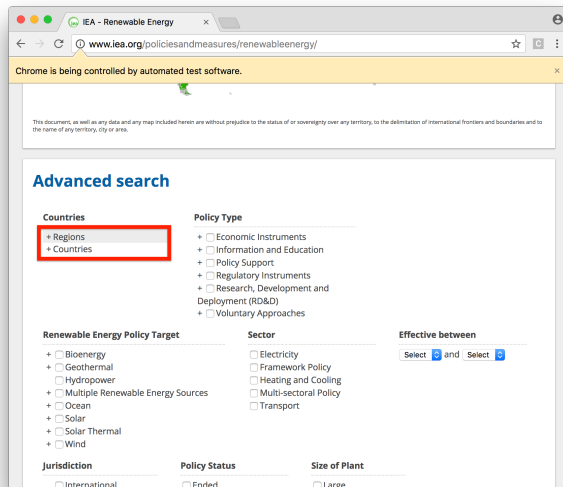 IEA - Renewable Energy ×
www.iea.org/policiesandmeasures/renewableenergy/
Chrome is being controlled by automated test software. ×
This document, as well as any data and any map included herein are without prejudice to the status of or sovereignty over any territory, to the delimitation of international frontiers and boundaries and to
the name of any territory, city or area.
Advanced search
Countries
+ Regions
+ Countries
Policy Type
+ Economic Instruments
+ Information and Education
+ Policy Support
+ Regulatory Instruments
+ Research, Development and
Deployment (RD&D)
+ Voluntary Approaches
Renewable Energy Policy Target
+ Bioenergy
+ Geothermal
Hydropower
+ Multiple Renewable Energy Sources
+ Ocean
+ Solar
+ Solar Thermal
+ Wind
Sector
Electricity
Framework Policy
Heating and Cooling
Multi-sectoral Policy
Transport
Effective between
Select and Select
Jurisdiction
International
Policy Status
Ended
Size of Plant
Large